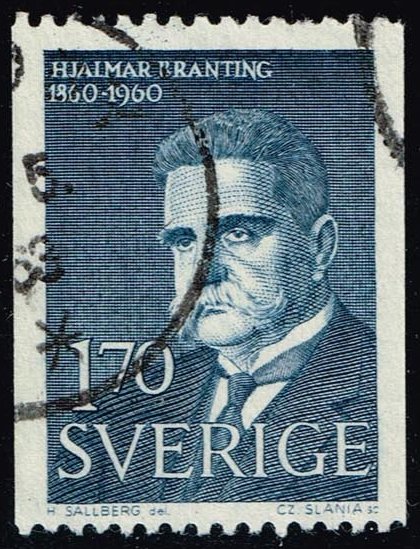 HJALMAR BRANTING
1860-1960
170
SVERIGE
H. SALLBERG del. CZ. SLANIA sc.